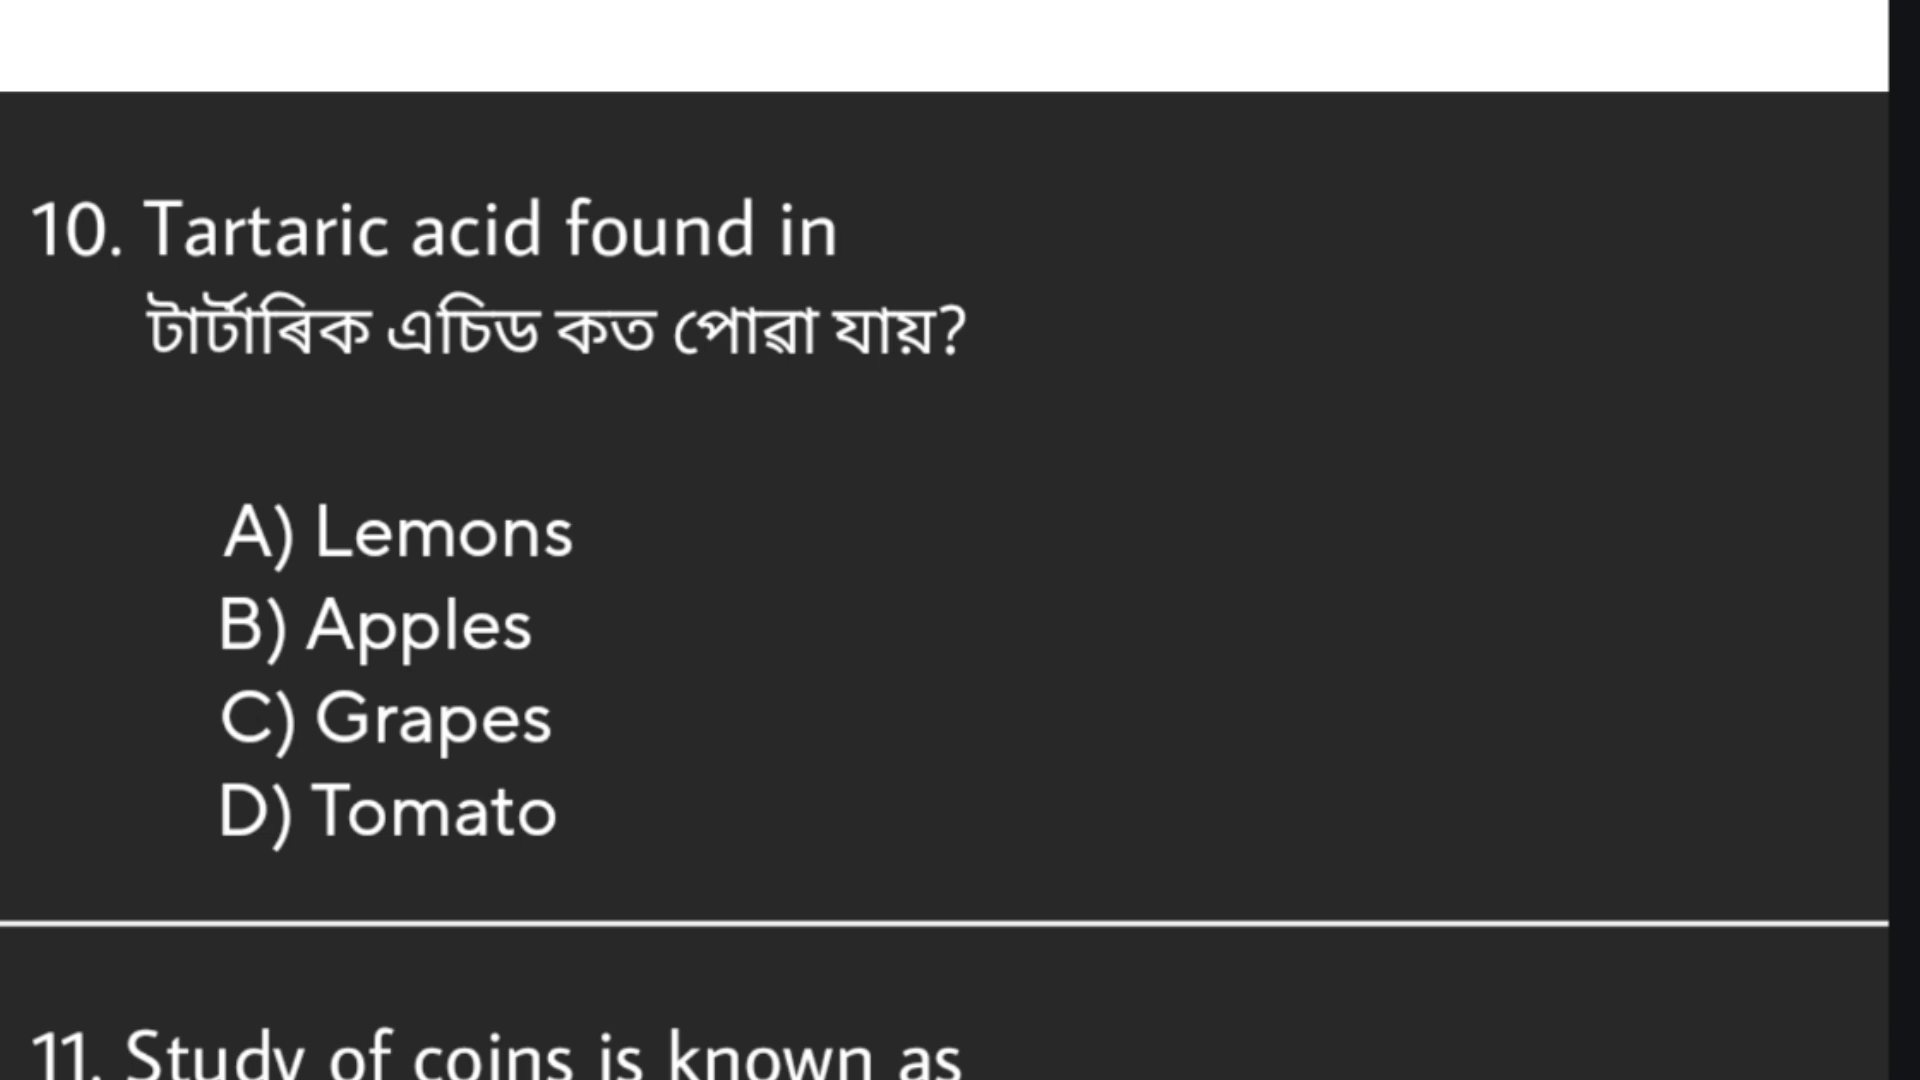 10. Tartaric acid found in
টাৰ্টাৰিক এচিড কত পোৱা যায়?
A) Lemons
B) Apples
C) Grapes
D) Tomato
11. Study of coins is known as